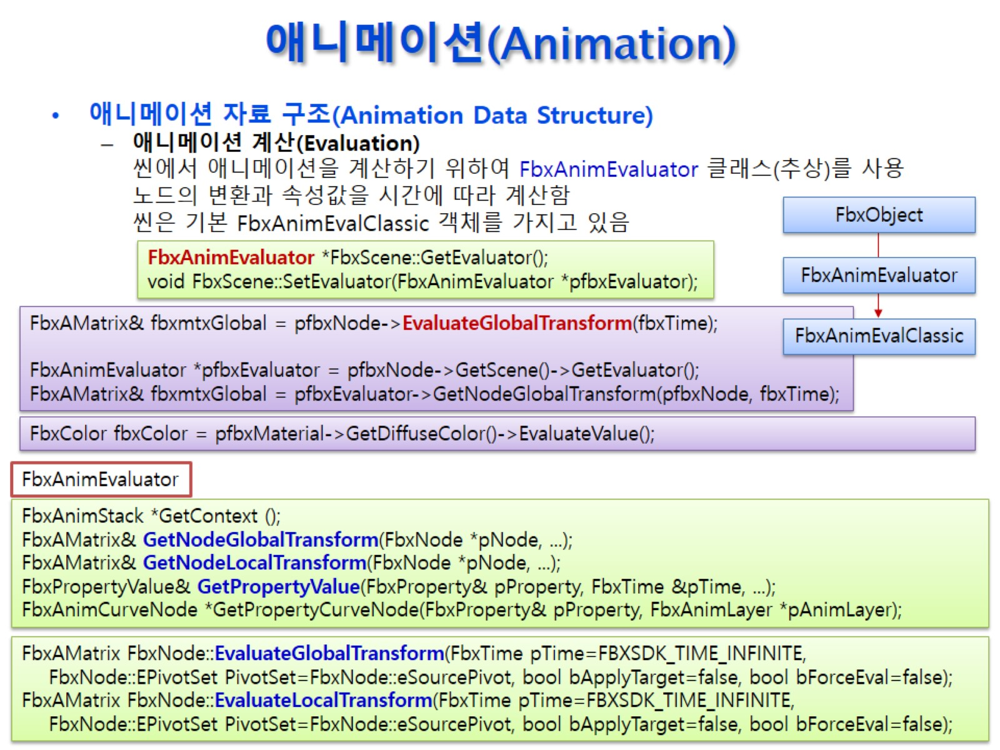 애니메이션(Animation)
• 애니메이션 자료 구조(Animation Data Structure)
– 애니메이션 계산(Evaluation)
씬에서 애니메이션을 계산하기 위하여 FbxAnimEvaluator 클래스(추상)를 사용
노드의 변환과 속성값을 시간에 따라 계산함
씬은 기본 FbxAnimEvalClassic 객체를 가지고 있음
FbxObject
FbxAnimEvaluator
FbxAnimEvalClassic
FbxAnimEvaluator *FbxScene::GetEvaluator();
void FbxScene::SetEvaluator(FbxAnimEvaluator *pfbxEvaluator);
FbxAMatrix& fbxmtxGlobal = pfbxNode->EvaluateGlobalTransform(fbxTime);
FbxAnimEvaluator *pfbxEvaluator = pfbxNode->GetScene()->GetEvaluator();
FbxAMatrix& fbxmtxGlobal = pfbxEvaluator->GetNodeGlobalTransform(pfbxNode, fbxTime);
FbxColor fbxColor = pfbxMaterial->GetDiffuseColor()->EvaluateValue();
FbxAnimEvaluator
FbxAnimStack *GetContext ();
FbxAMatrix& GetNodeGlobalTransform(FbxNode *pNode, ...);
FbxAMatrix& GetNodeLocalTransform(FbxNode *pNode, ...);
FbxPropertyValue& GetPropertyValue(FbxProperty& pProperty, FbxTime &pTime, ...);
FbxAnimCurveNode *GetPropertyCurveNode(FbxProperty& pProperty, FbxAnimLayer *pAnimLayer);
FbxAMatrix FbxNode::EvaluateGlobalTransform(FbxTime pTime=FBXSDK_TIME_INFINITE,
FbxNode::EPivotSet PivotSet=FbxNode::eSourcePivot, bool bApplyTarget=false, bool bForceEval=false);
FbxAMatrix FbxNode::EvaluateLocalTransform(FbxTime pTime=FBXSDK_TIME_INFINITE,
FbxNode::EPivotSet PivotSet=FbxNode::eSourcePivot, bool bApplyTarget=false, bool bForceEval=false);